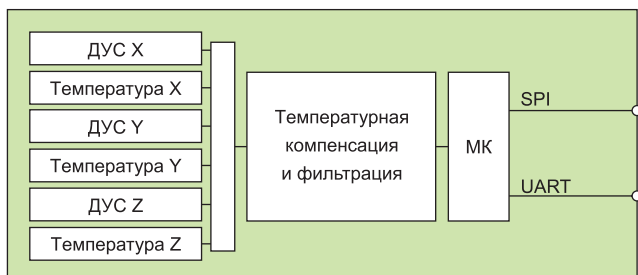 ДУС X
Температура X
ДУС Y
Температура Y
ДУС Z
Температура Z
Температурная
компенсация
и фильтрация
МК
SPI
UART